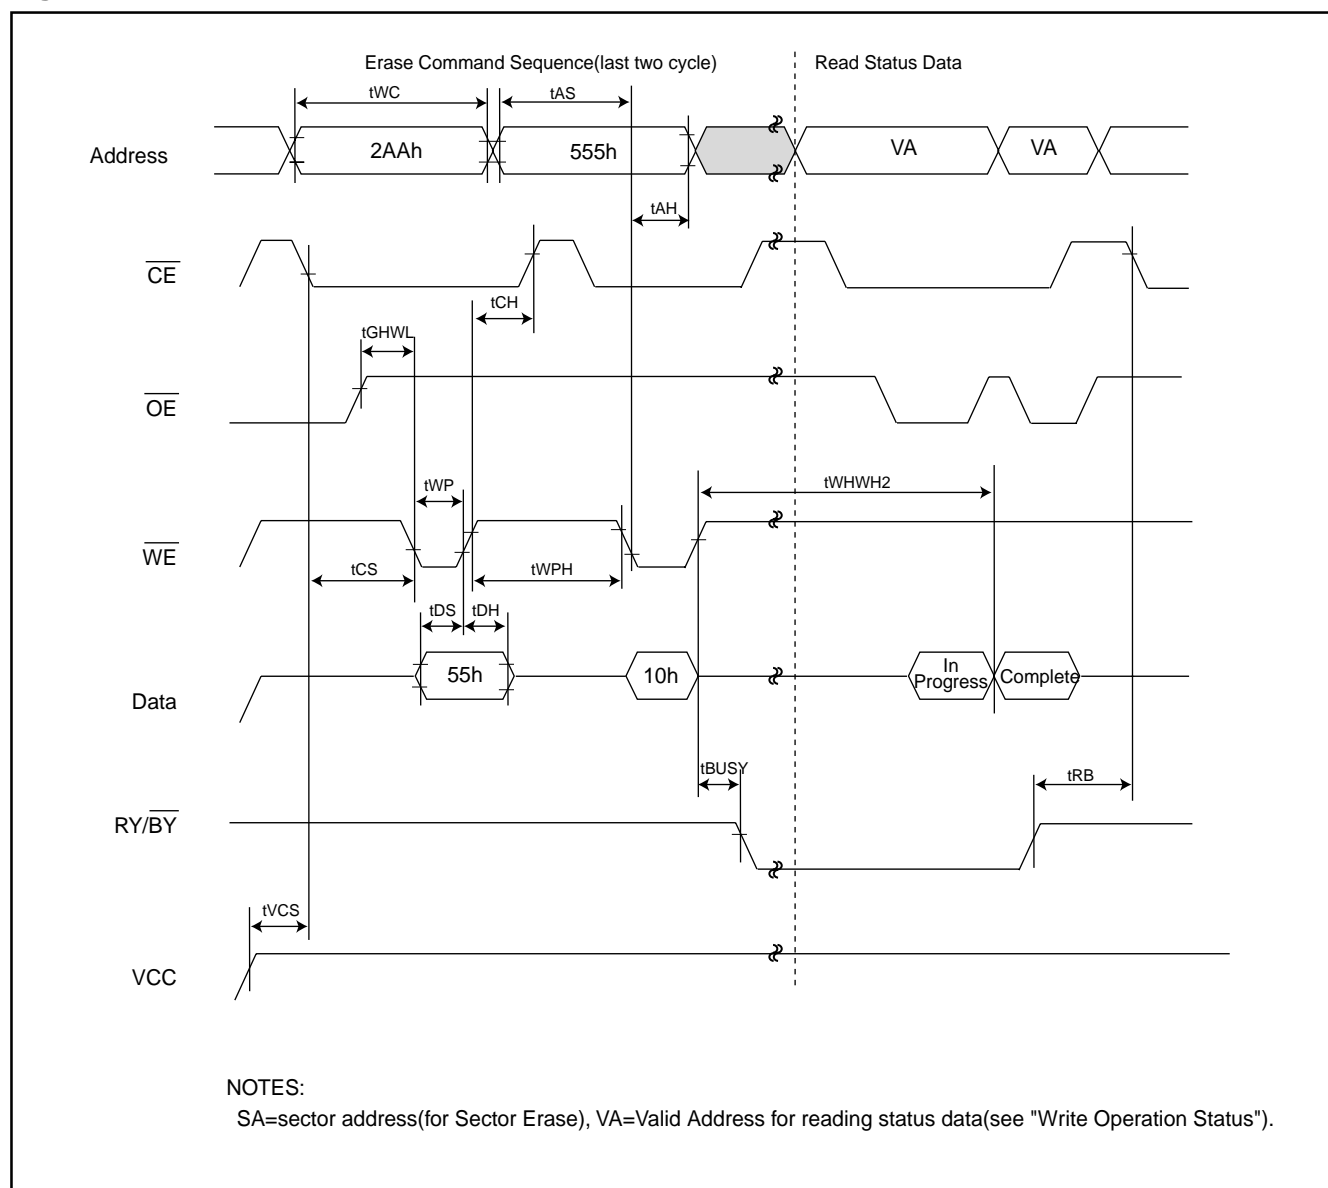 Erase Command Sequence(last two cycle)
Read Status Data
tWC
tAS
Address
2AAh
555h
VA
VA
tAH
CE
tCH
tGHWL
OE
tWP
tWHWH2
WE
tCS
tWPH
tDS
tDH
Data
55h
10h
In
Progress
Complete
tBUSY
tRB
RY/BY
tVCS
VCC
NOTES:
SA=sector address(for Sector Erase), VA=Valid Address for reading status data(see "Write Operation Status").